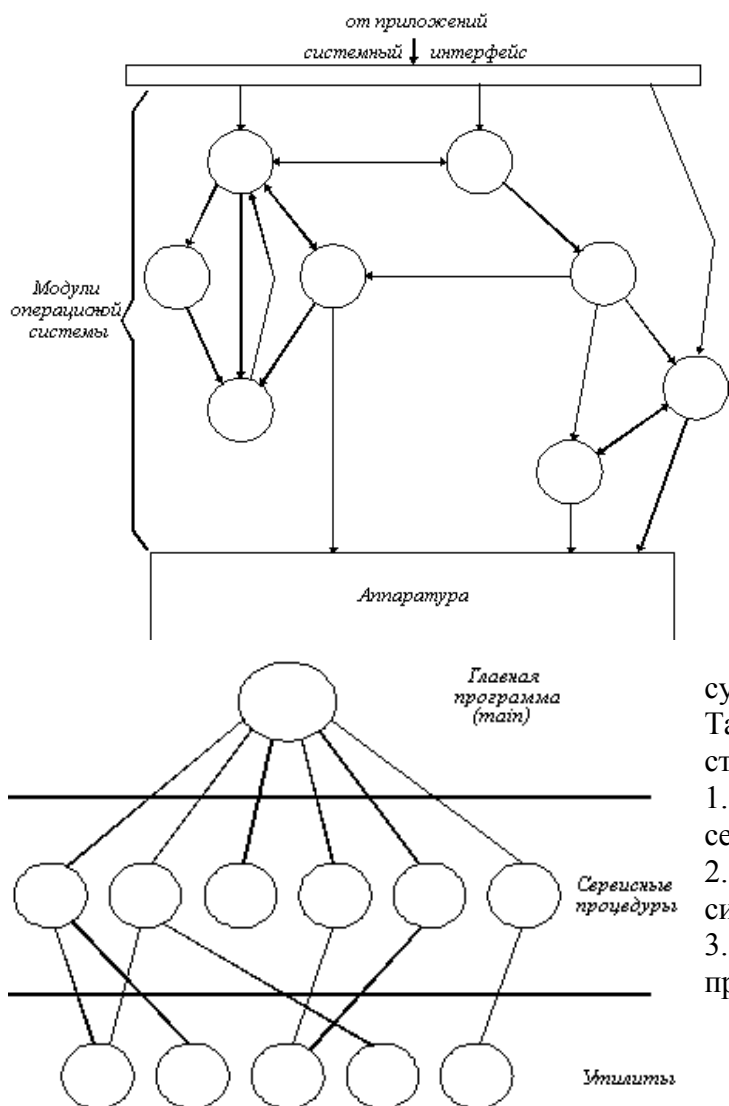 от приложений
системный интерфейс
Модули
операцисюй
системы
Аппаратура
Главная
программа
(main)
су
Та
ст
1.
се
Сервисные
процедуры
2.
си
3.
пр
Утилиты